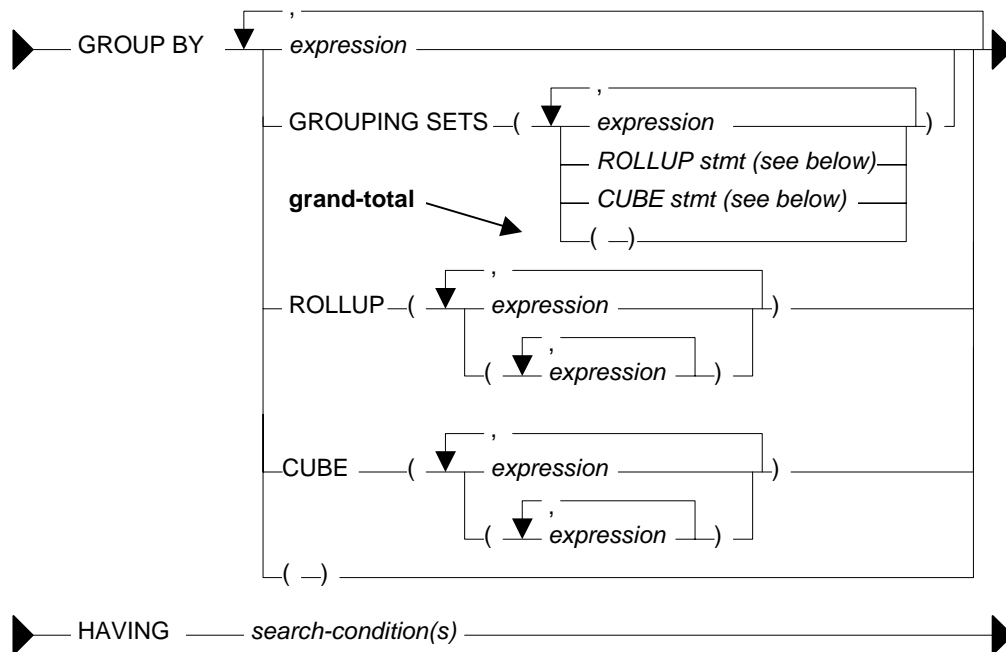 ,
GROUP BY expression
,
GROUPING SETS ( expression )
ROLLUP stmt (see below)
grand-total CUBE stmt (see below)
( )
,
ROLLUP ( expression )
,
( expression )
,
CUBE ( expression )
,
( expression )
( )
HAVING search-condition(s)